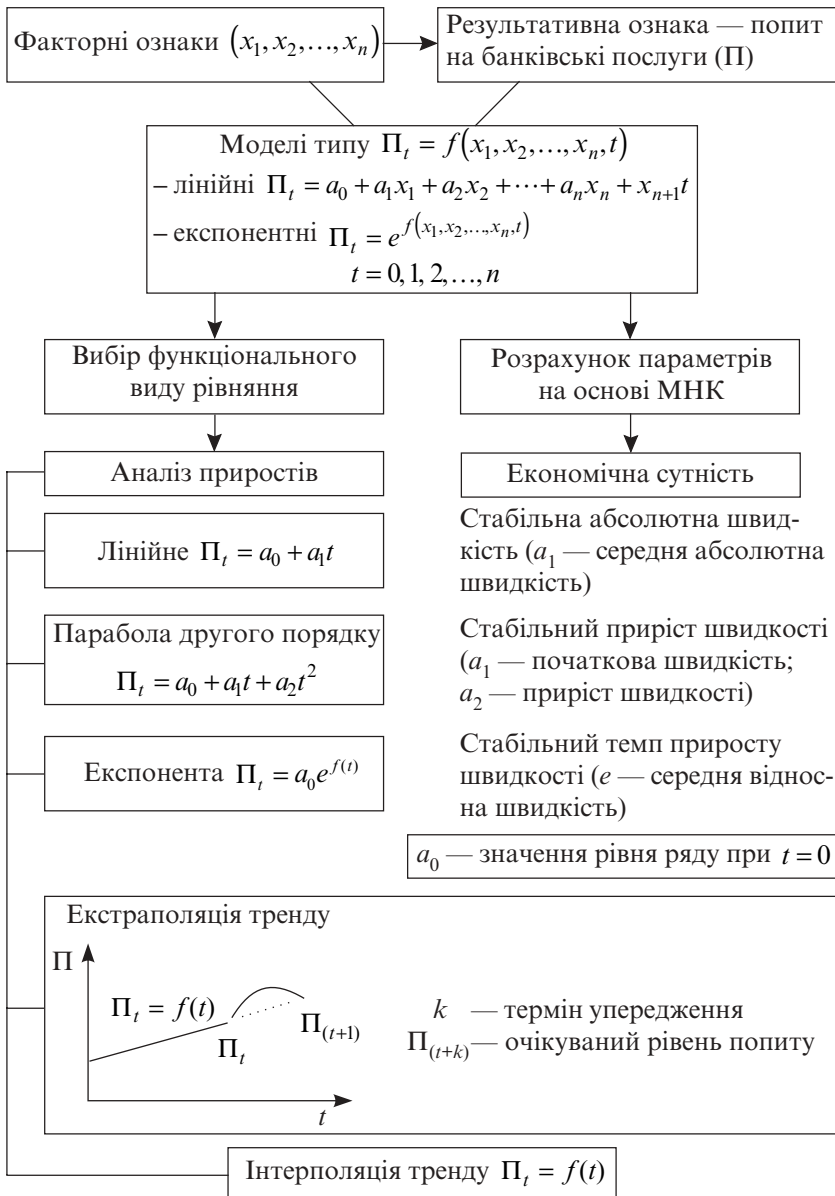 Факторні ознаки (x₁, x₂,…, xₙ)
Результативна ознака — попит
на банківські послуги (П)
Моделі типу Пₜ = f(x₁, x₂,…, xₙ, t)
– лінійні Пₜ = a₀ + a₁x₁ + a₂x₂ + ⋯ + aₙxₙ + xₙ₊₁t
– експонентні Пₜ = e^{f(x₁, x₂,…, xₙ, t)}
t = 0, 1, 2, …, n
Вибір функціонального
виду рівняння
Розрахунок параметрів
на основі МНК
Аналіз приростів
Економічна сутність
Лінійне Пₜ = a₀ + a₁t
Стабільна абсолютна швид-
кість (a₁ — середня абсолютна
швидкість)
Парабола другого порядку
Пₜ = a₀ + a₁t + a₂t²
Стабільний приріст швидкості
(a₁ — початкова швидкість;
a₂ — приріст швидкості)
Експонента Пₜ = a₀e^{f(t)}
Стабільний темп приросту
швидкості (e — середня віднос-
на швидкість)
a₀ — значення рівня ряду при t = 0
Екстраполяція тренду
П
Пₜ = f(t)
Пₜ
П₍ₜ₊₁₎
t
k — термін упередження
П₍ₜ₊ₖ₎ — очікуваний рівень попиту
Інтерполяція тренду Пₜ = f(t)